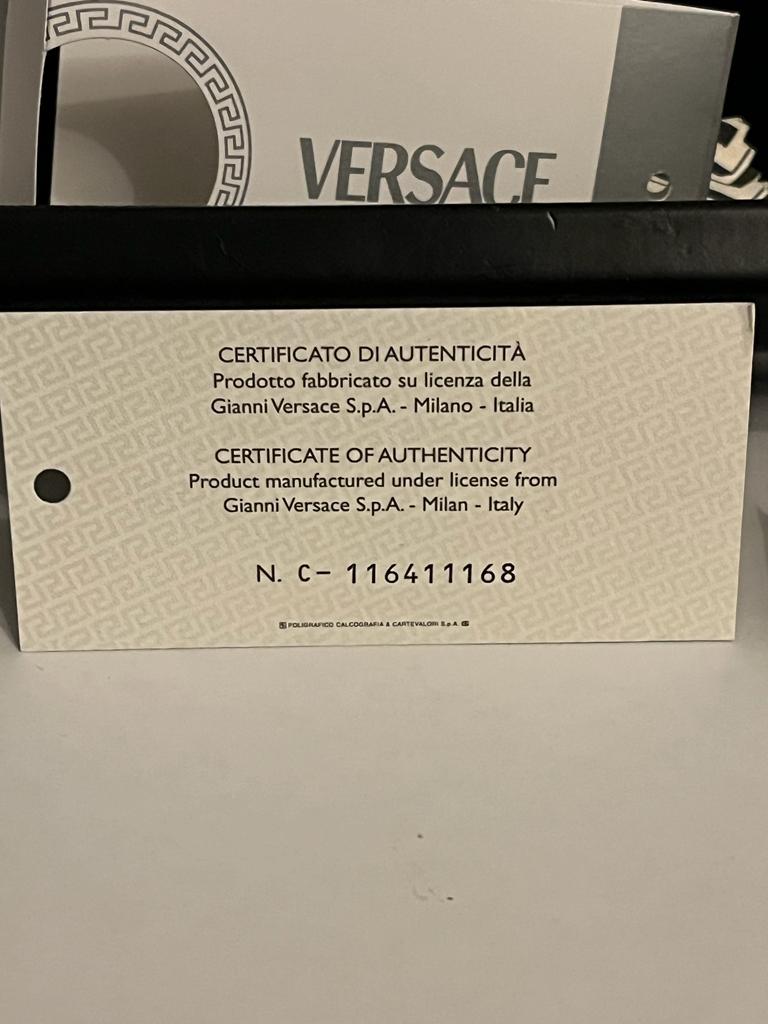 VERSACE
CERTIFICATO DI AUTENTICITÀ
Prodotto fabbricato su licenza della
Gianni Versace S.p.A. - Milano - Italia
CERTIFICATE OF AUTHENTICITY
Product manufactured under license from
Gianni Versace S.p.A. - Milan - Italy
N. C- 116411168
POLIGRAFICO CALCOGRAFIA & CARTEVALORI S.p.A.